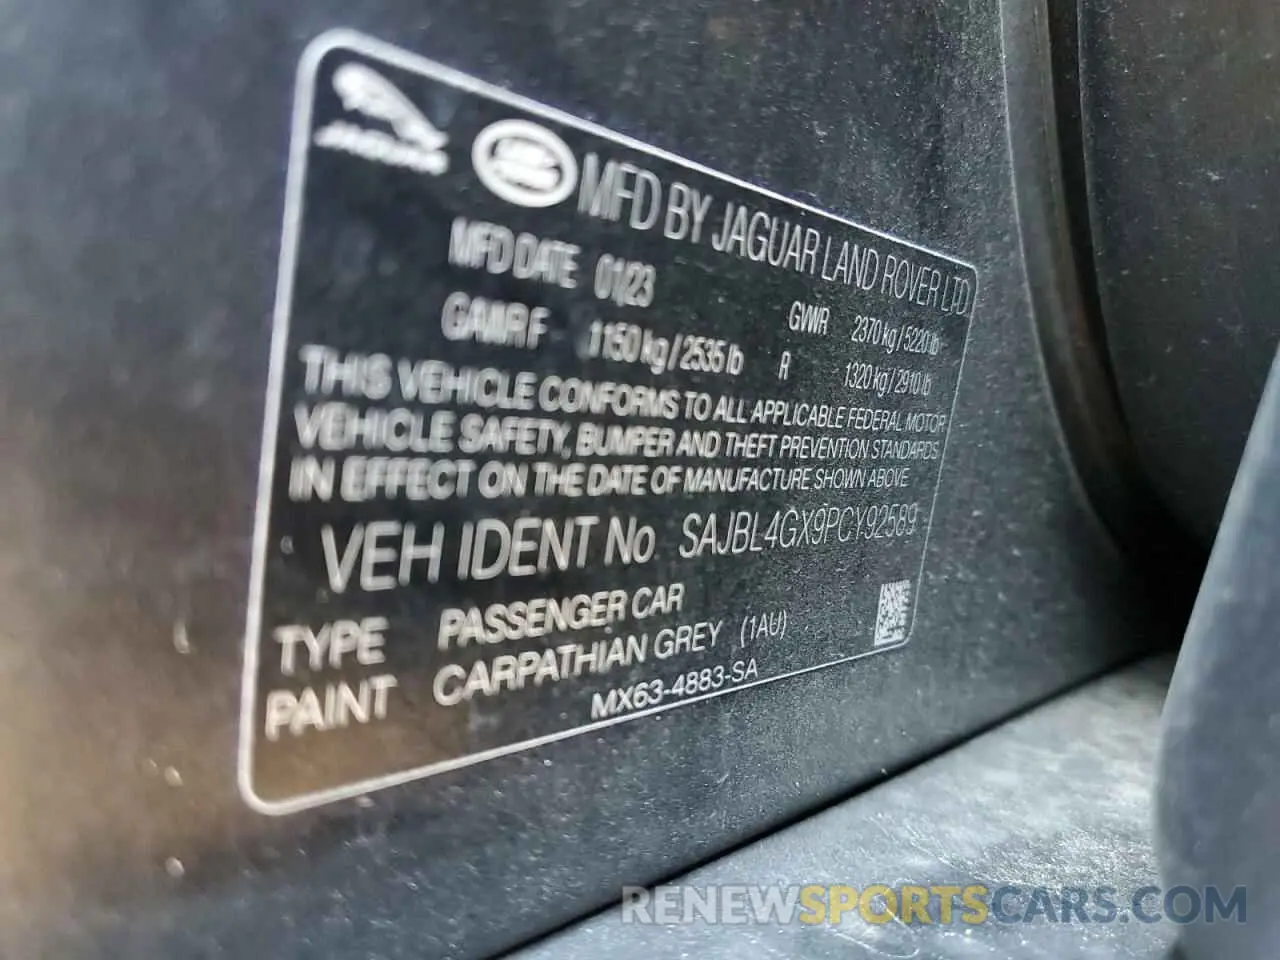 JAGUAR
MFD BY JAGUAR LAND ROVER LTD
MFD DATE 01/23 GVWR 2370 kg / 5220 lb
GAWR F 1150 kg / 2535 lb R 1320 kg / 2910 lb
THIS VEHICLE CONFORMS TO ALL APPLICABLE FEDERAL MOTOR
VEHICLE SAFETY, BUMPER AND THEFT PREVENTION STANDARDS
IN EFFECT ON THE DATE OF MANUFACTURE SHOWN ABOVE
VEH IDENT No. SAJBL4GX9PCY92589
TYPE PASSENGER CAR
PAINT CARPATHIAN GREY (1AU)
MX63-4883-SA
RENEWSPORTSCARS.COM